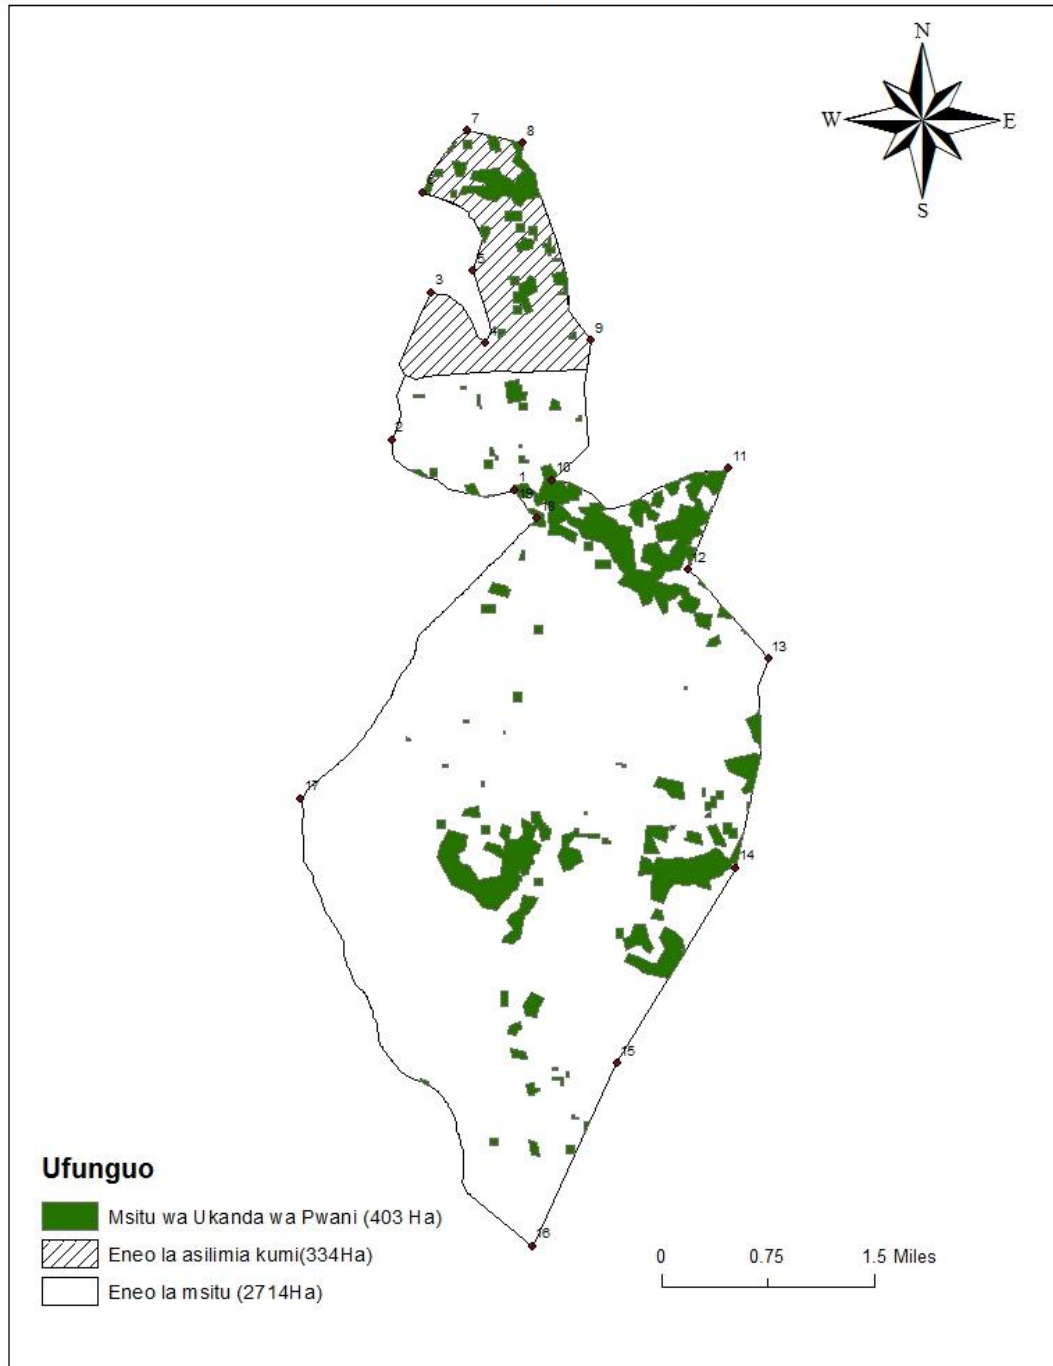 N
W E
S
7
8
6
5
3
4
9
2
11
10
1
19
18
12
13
17
14
15
16
Ufunguo
Msitu wa Ukanda wa Pwani (403 Ha)
Eneo la asilimia kumi(334Ha)
Eneo la msitu (2714Ha)
0 0.75 1.5 Miles